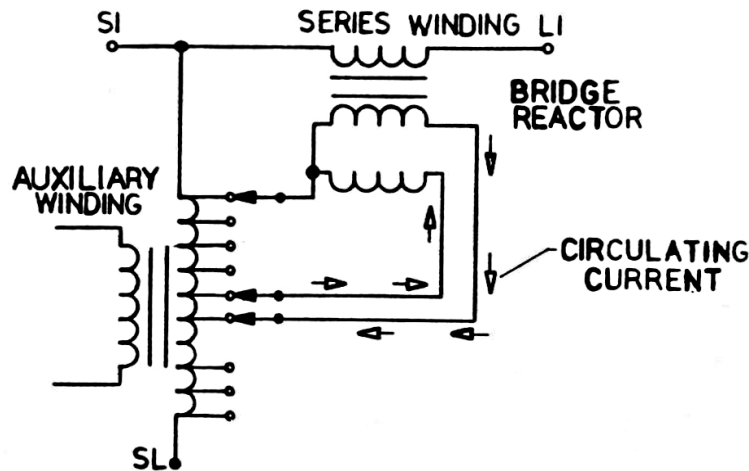 SI
SERIES WINDING LI
BRIDGE
REACTOR
AUXILIARY
WINDING
CIRCULATING
CURRENT
SL